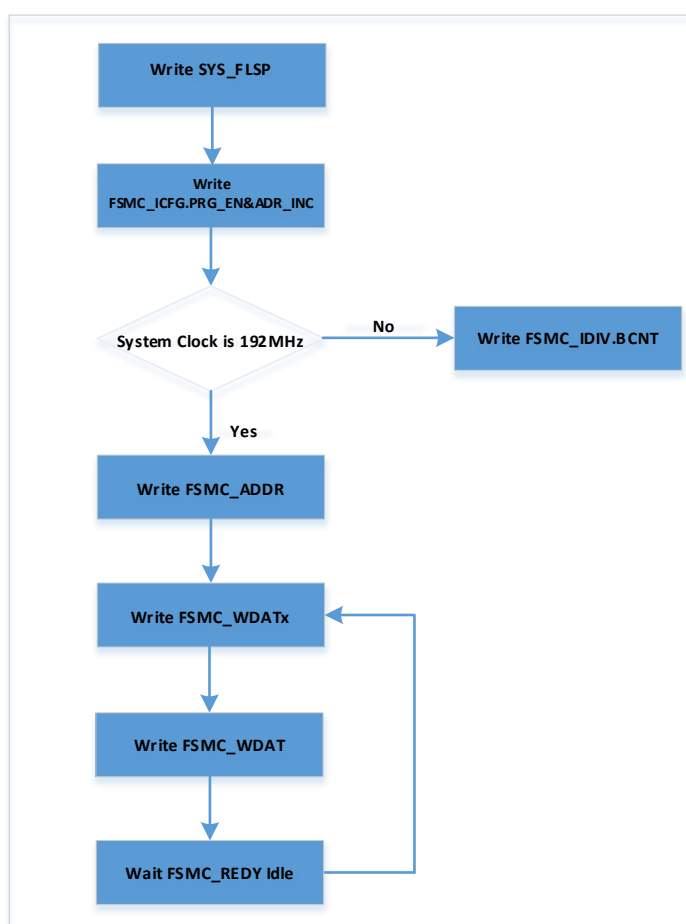 Write SYS_FLSP
Write
FSMC_ICFG.PRG_EN&ADR_INC
System Clock is 192MHz
No
Write FSMC_IDIV.BCNT
Yes
Write FSMC_ADDR
Write FSMC_WDATx
Write FSMC_WDAT
Wait FSMC_REDY Idle